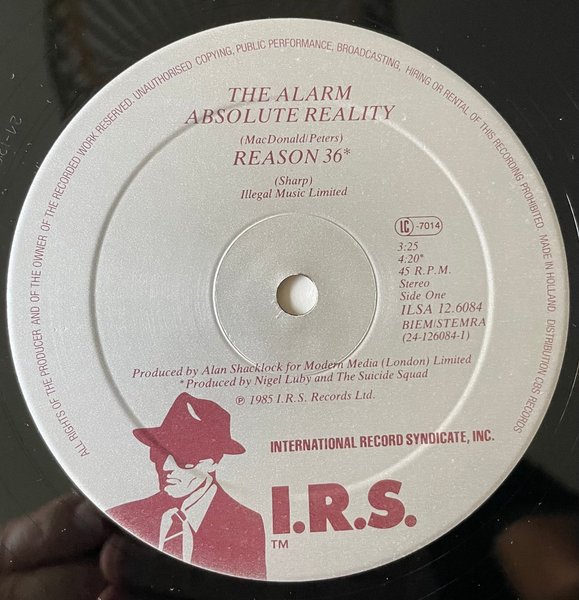 ALL RIGHTS OF THE PRODUCER AND OF THE OWNER OF THE RECORDED WORK RESERVED. UNAUTHORISED COPYING, PUBLIC PERFORMANCE, BROADCASTING, HIRING OR RENTAL OF THIS RECORDING PROHIBITED. MADE IN HOLLAND. DISTRIBUTION CBS RECORDS
THE ALARM
ABSOLUTE REALITY
(MacDonald/Peters)
REASON 36*
(Sharp)
Illegal Music Limited
LC -7014
3:25
4:20*
45 R.P.M.
Stereo
Side One
ILSA 12.6084
BIEM/STEMRA
(24-126084-1)
Produced by Alan Shacklock for Modern Media (London) Limited
*Produced by Nigel Luby and The Suicide Squad
℗ 1985 I.R.S. Records Ltd.
INTERNATIONAL RECORD SYNDICATE, INC.
I.R.S.
TM